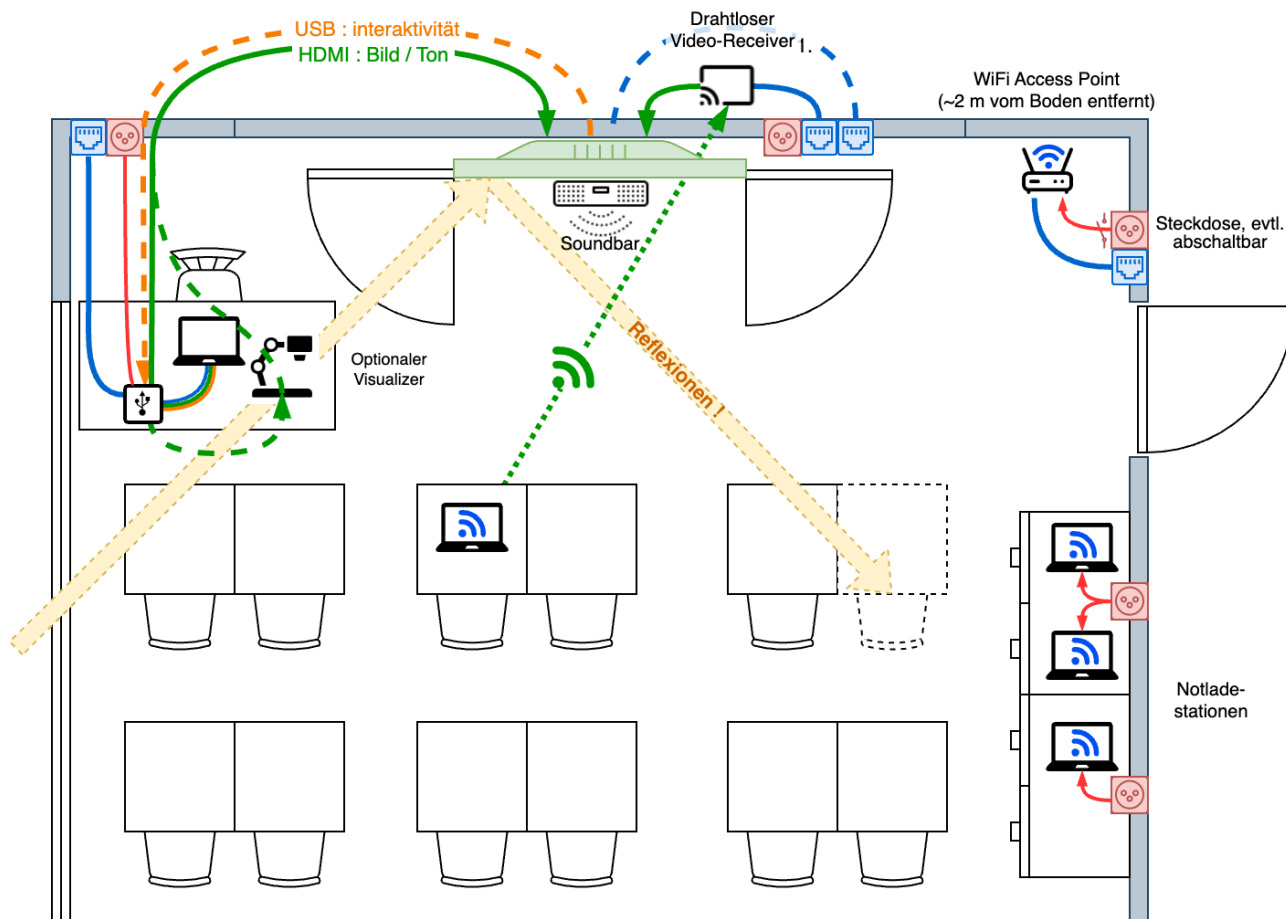 USB : interaktivität
HDMI : Bild / Ton
Drahtloser
Video-Receiver
1.
WiFi Access Point
(~2 m vom Boden entfernt)
Soundbar
Steckdose, evtl.
abschaltbar
Optionaler
Visualizer
Reflexionen !
Notlade-
stationen